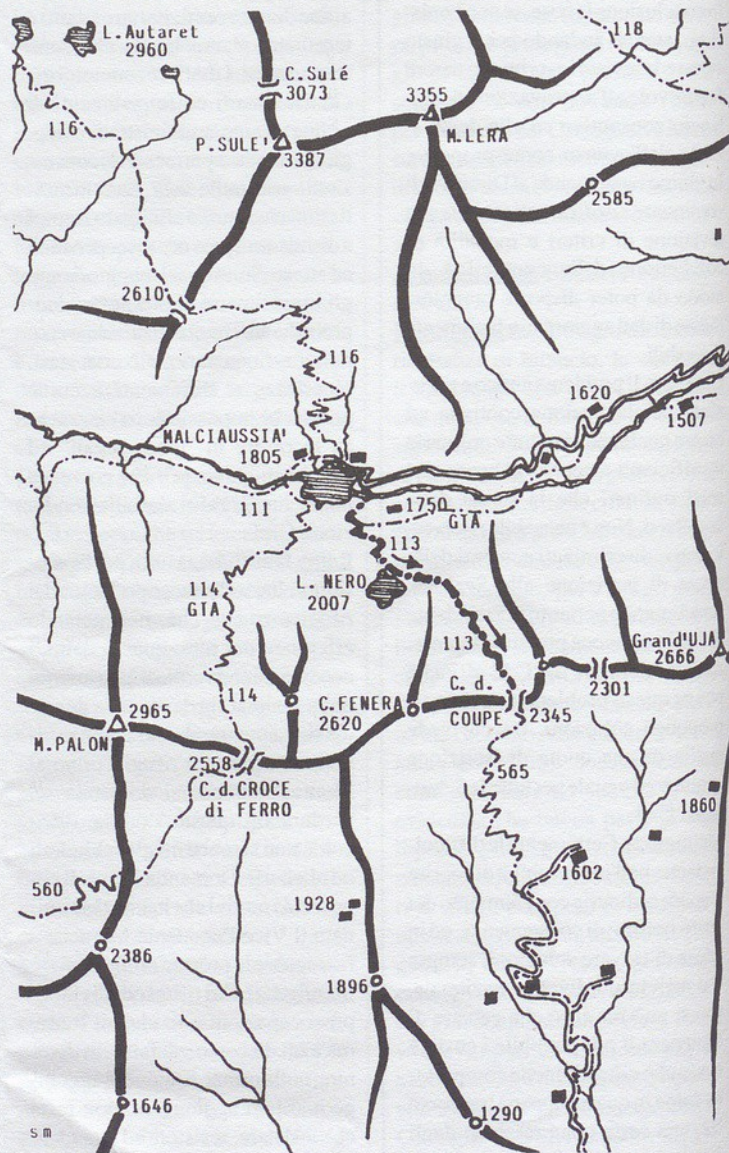 L. Autaret
2960
C. Sulé
3073
118
116
3355
P. SULE'
3387
M. LERA
2585
2610
116
1620
1507
MALCIAUSSIA'
1805
111
1750
GTA
113
L. NERO
2007
114
GTA
113
Grand'UJA
2666
114
C. FENERA
2620
C. d.
COUPE
2345
2301
2965
M. PALON
2558
C. d. CROCE
di FERRO
565
1860
1602
560
1928
2386
1896
1646
1290
sm